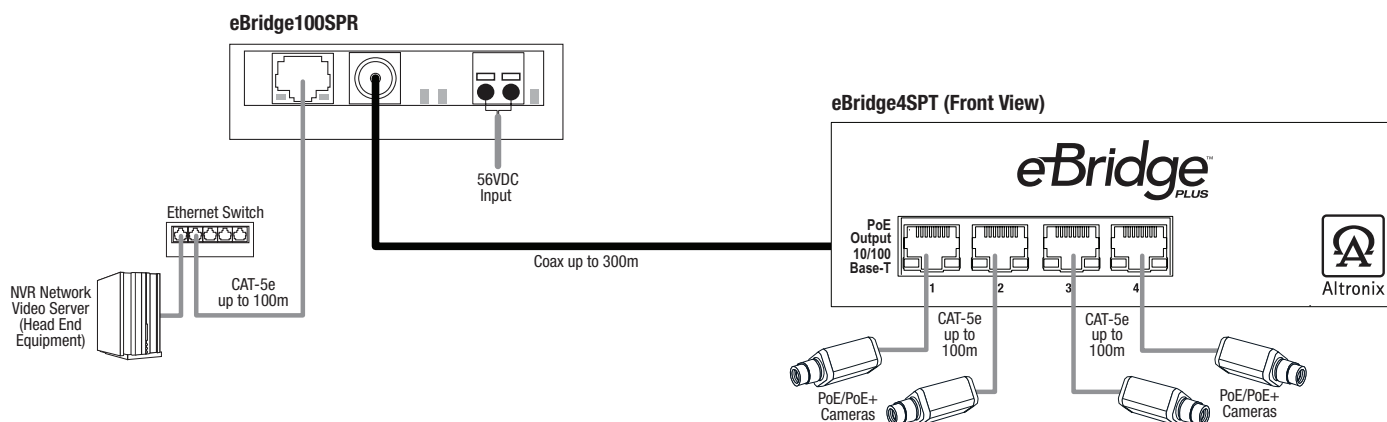 eBridge100SPR
56VDC
Input
Ethernet Switch
NVR Network
Video Server
(Head End
Equipment)
CAT-5e
up to 100m
Coax up to 300m
eBridge4SPT (Front View)
eBridge™
PLUS
PoE
Output
10/100
Base-T
1
2
3
4
Altronix
CAT-5e
up to
100m
CAT-5e
up to
100m
PoE/PoE+
Cameras
PoE/PoE+
Cameras